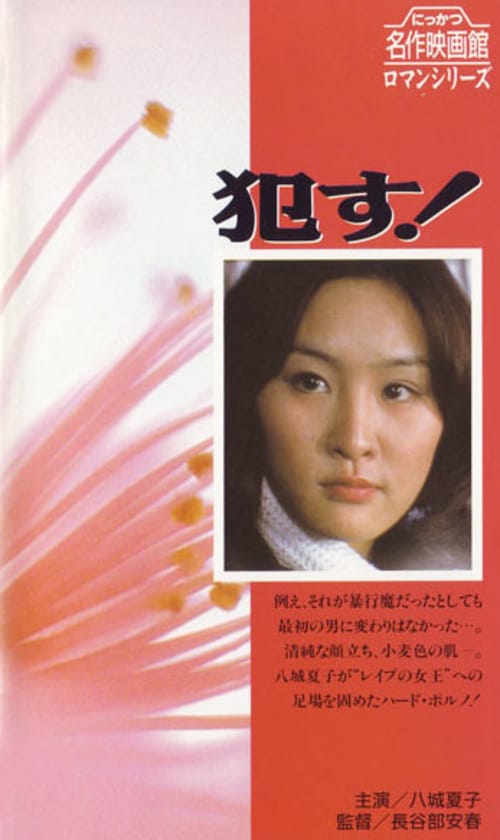 にっかつ
名作映画館
ロマンシリーズ
犯す!
例え、それが暴行魔だったとしても
最初の男に変わりはなかった…。
清純な顔立ち、小麦色の肌―。
八城夏子が“レイプの女王”への
足場を固めたハード・ポルノ!
主演／八城夏子
監督／長谷部安春